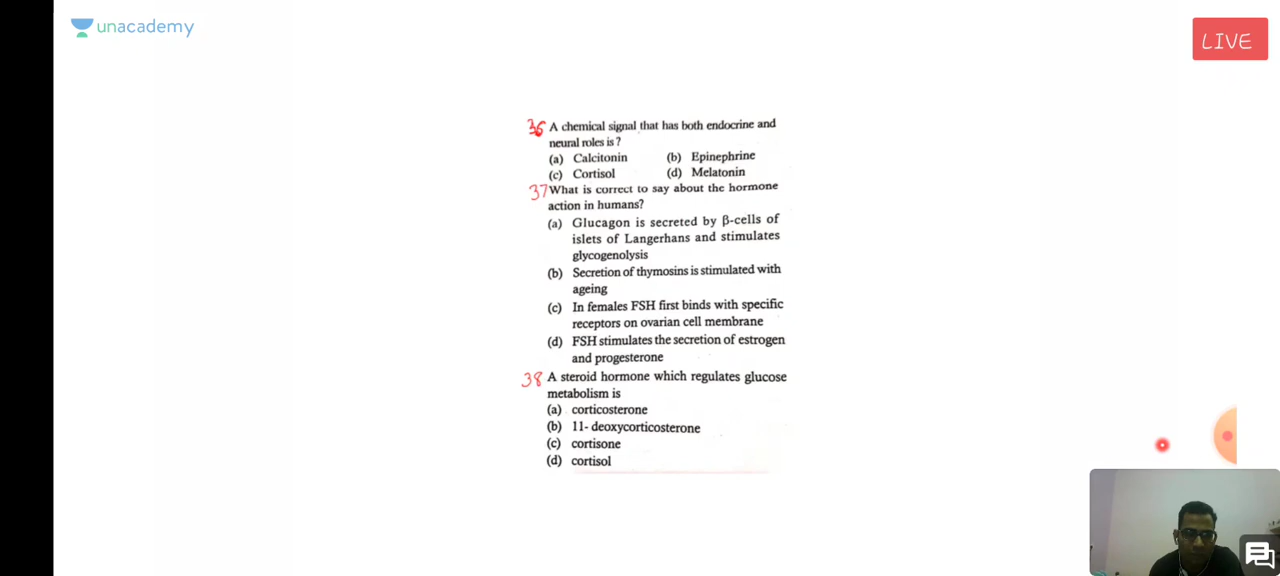 unacademy
LIVE
36 A chemical signal that has both endocrine and
neural roles is?
(a) Calcitonin (b) Epinephrine
(c) Cortisol (d) Melatonin
37 What is correct to say about the hormone
action in humans?
(a) Glucagon is secreted by β-cells of
islets of Langerhans and stimulates
glycogenolysis
(b) Secretion of thymosins is stimulated with
ageing
(c) In females FSH first binds with specific
receptors on ovarian cell membrane
(d) FSH stimulates the secretion of estrogen
and progesterone
38 A steroid hormone which regulates glucose
metabolism is
(a) corticosterone
(b) 11- deoxycorticosterone
(c) cortisone
(d) cortisol